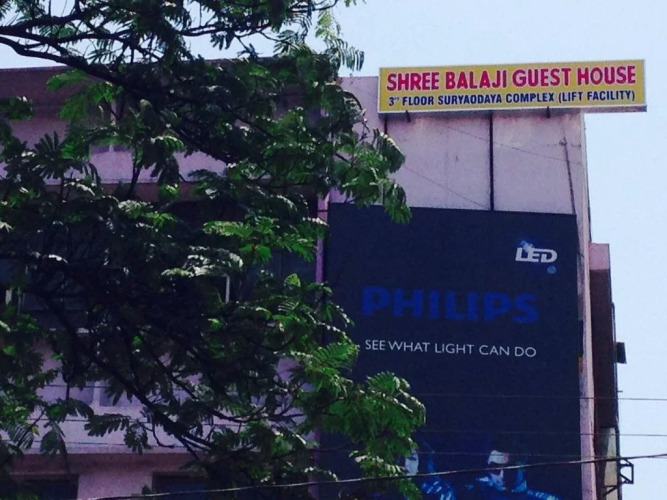 SHREE BALAJI GUEST HOUSE
3rd FLOOR SURYAODAYA COMPLEX (LIFT FACILITY)
LED
PHILIPS
SEE WHAT LIGHT CAN DO